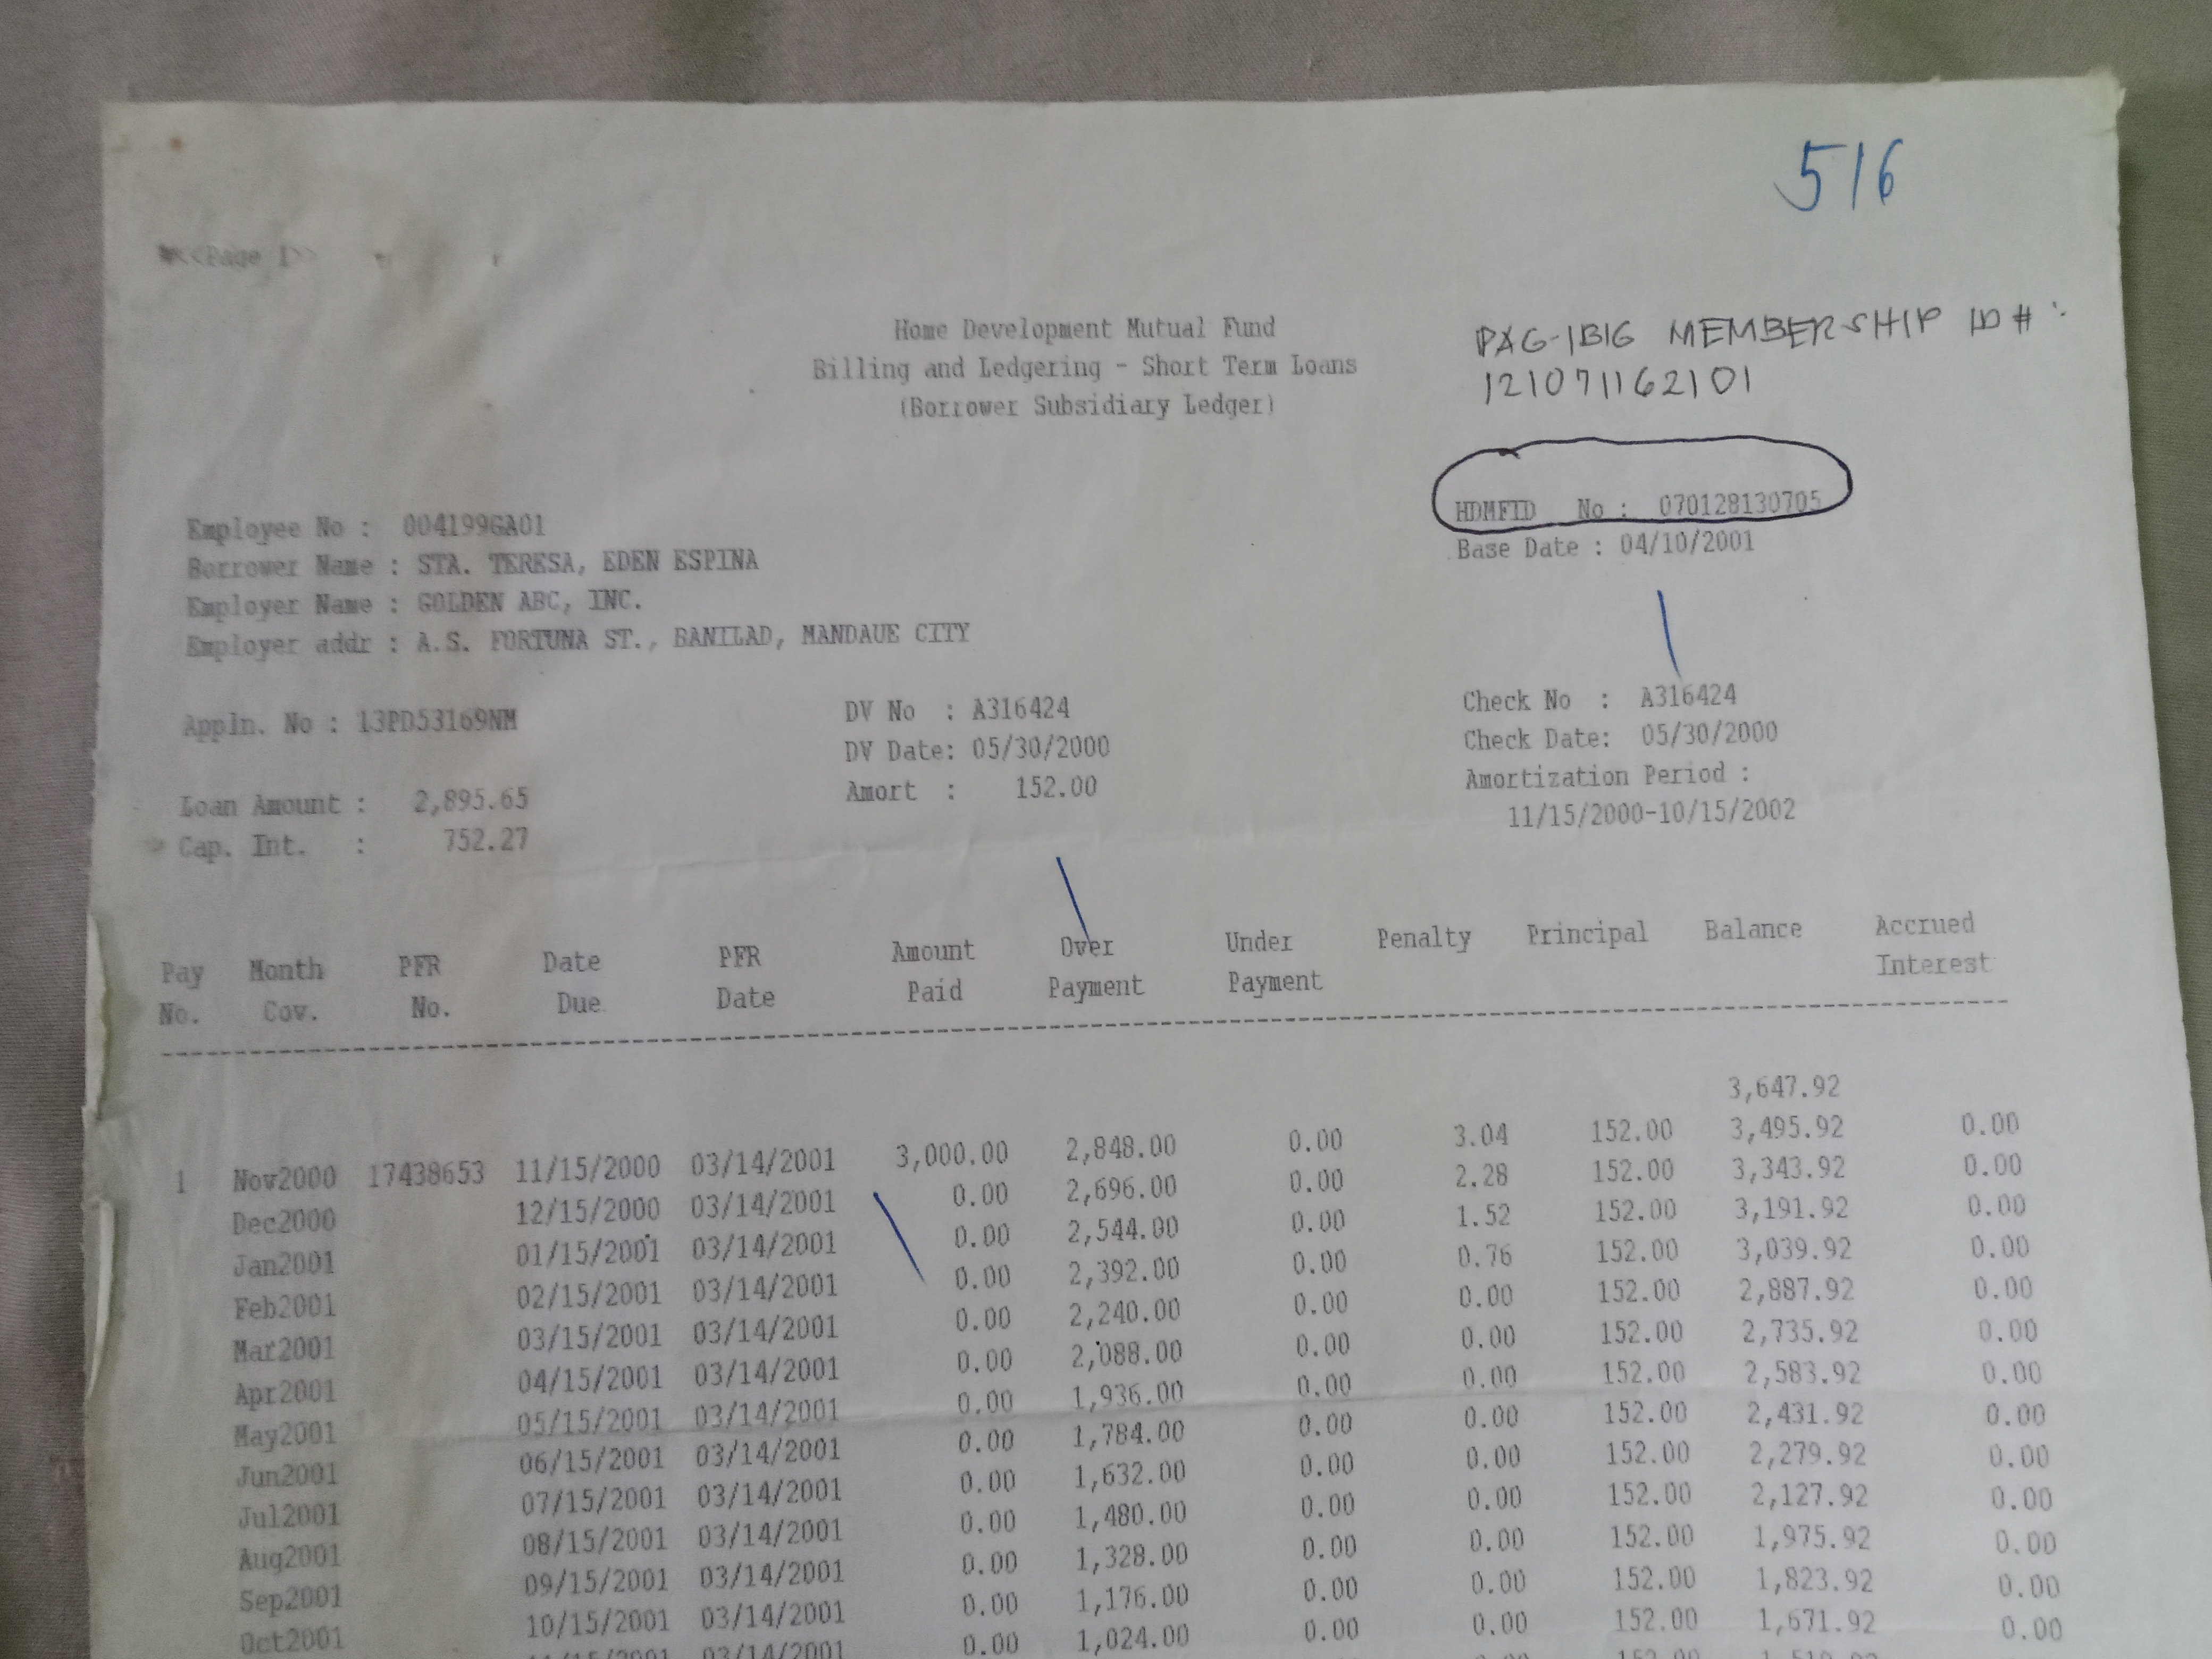 516
<<Page 1>>
Home Development Mutual Fund
Billing and Ledgering - Short Term Loans
(Borrower Subsidiary Ledger)
PAG-IBIG MEMBERSHIP ID # :
121071162101
HDMFID No : 070128130705
Base Date : 04/10/2001
Employee No : 004199GA01
Borrower Name : STA. TERESA, EDEN ESPINA
Employer Name : GOLDEN ABC, INC.
Employer addr : A.S. FORTUNA ST., BANILAD, MANDAUE CITY
Appln. No : 13PD53169NM DV No : A316424 Check No : A316424
DV Date: 05/30/2000 Check Date: 05/30/2000
Loan Amount : 2,895.65 Amort : 152.00 Amortization Period :
Cap. Int. : 752.27 11/15/2000-10/15/2002
Pay Month PFR Date PFR Amount Over Under Penalty Principal Balance Accrued
No. Cov. No. Due Date Paid Payment Payment Interest
3,647.92
1 Nov2000 17438653 11/15/2000 03/14/2001 3,000.00 2,848.00 0.00 3.04 152.00 3,495.92 0.00
Dec2000 12/15/2000 03/14/2001 0.00 2,696.00 0.00 2.28 152.00 3,343.92 0.00
Jan2001 01/15/2001 03/14/2001 0.00 2,544.00 0.00 1.52 152.00 3,191.92 0.00
Feb2001 02/15/2001 03/14/2001 0.00 2,392.00 0.00 0.76 152.00 3,039.92 0.00
Mar2001 03/15/2001 03/14/2001 0.00 2,240.00 0.00 0.00 152.00 2,887.92 0.00
Apr2001 04/15/2001 03/14/2001 0.00 2,088.00 0.00 0.00 152.00 2,735.92 0.00
May2001 05/15/2001 03/14/2001 0.00 1,936.00 0.00 0.00 152.00 2,583.92 0.00
Jun2001 06/15/2001 03/14/2001 0.00 1,784.00 0.00 0.00 152.00 2,431.92 0.00
Jul2001 07/15/2001 03/14/2001 0.00 1,632.00 0.00 0.00 152.00 2,279.92 0.00
Aug2001 08/15/2001 03/14/2001 0.00 1,480.00 0.00 0.00 152.00 2,127.92 0.00
Sep2001 09/15/2001 03/14/2001 0.00 1,328.00 0.00 0.00 152.00 1,975.92 0.00
Oct2001 10/15/2001 03/14/2001 0.00 1,176.00 0.00 0.00 152.00 1,823.92 0.00
03/14/2001 0.00 1,024.00 0.00 0.00 152.00 1,671.92 0.00